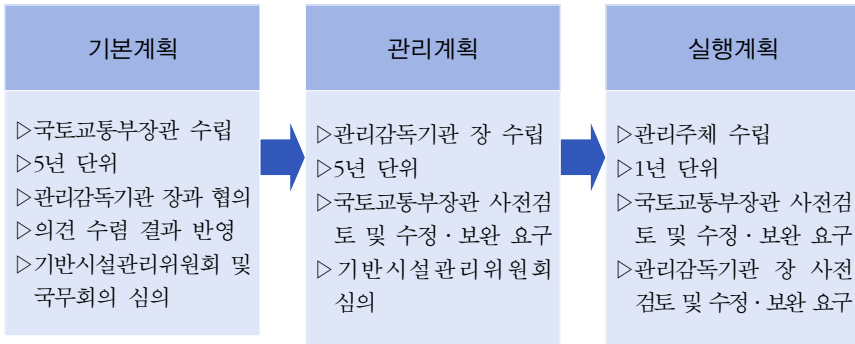 기본계획
▷국토교통부장관 수립
▷5년 단위
▷관리감독기관 장과 협의
▷의견 수렴 결과 반영
▷기반시설관리위원회 및
국무회의 심의
관리계획
▷관리감독기관 장 수립
▷5년 단위
▷국토교통부장관 사전검
토 및 수정·보완 요구
▷기반시설관리위원회
심의
실행계획
▷관리주체 수립
▷1년 단위
▷국토교통부장관 사전검
토 및 수정·보완 요구
▷관리감독기관 장 사전
검토 및 수정·보완 요구